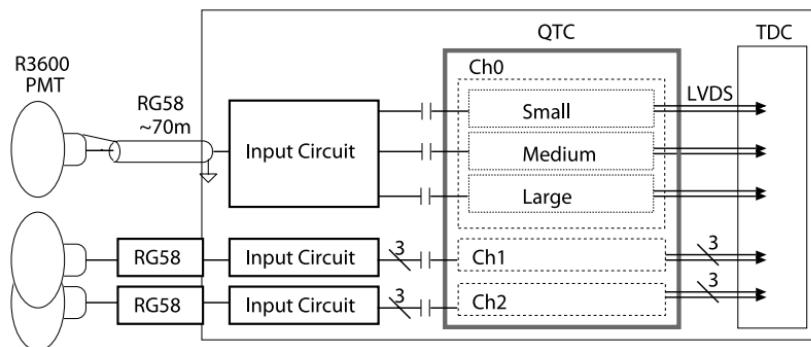 QTC
TDC
R3600
PMT
RG58
~70m
Ch0
LVDS
Input Circuit
Small
Medium
Large
RG58
Input Circuit
3
Ch1
3
RG58
Input Circuit
3
Ch2
3